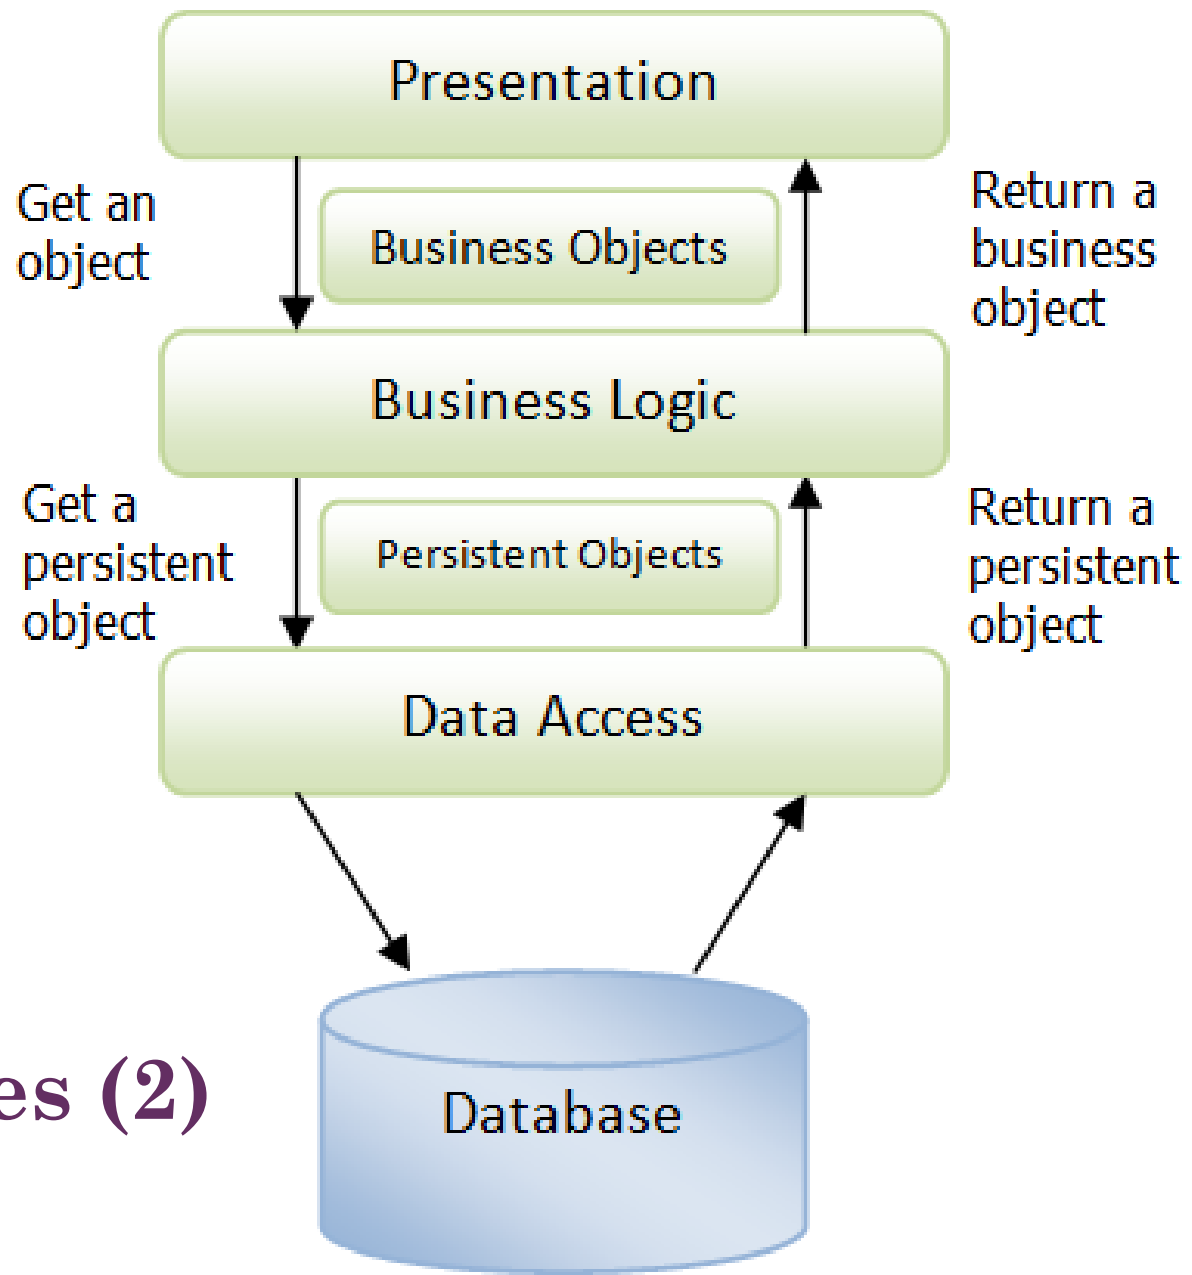 Presentation
Get an
object
Business Objects
Return a
business
object
Business Logic
Get a
persistent
object
Persistent Objects
Return a
persistent
object
Data Access
es (2)
Database